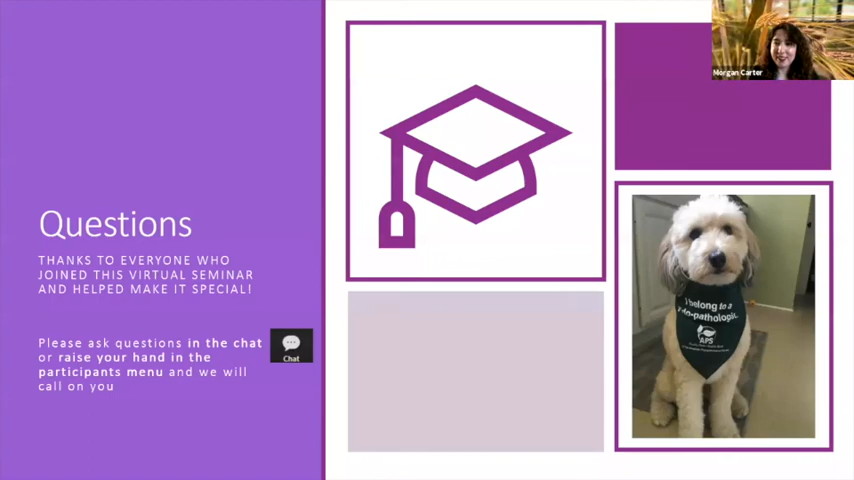 Questions
THANKS TO EVERYONE WHO
JOINED THIS VIRTUAL SEMINAR
AND HELPED MAKE IT SPECIAL!
Please ask questions in the chat
or raise your hand in the
participants menu and we will
call on you
Chat
Morgan Carter
I belong to a
APS